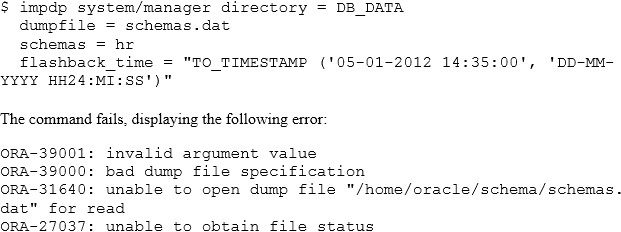 $ impdp system/manager directory = DB_DATA
dumpfile = schemas.dat
schemas = hr
flashback_time = "TO_TIMESTAMP ('05-01-2012 14:35:00', 'DD-MM-
YYYY HH24:MI:SS')"
The command fails, displaying the following error:
ORA-39001: invalid argument value
ORA-39000: bad dump file specification
ORA-31640: unable to open dump file "/home/oracle/schema/schemas.
dat" for read
ORA-27037: unable to obtain file status